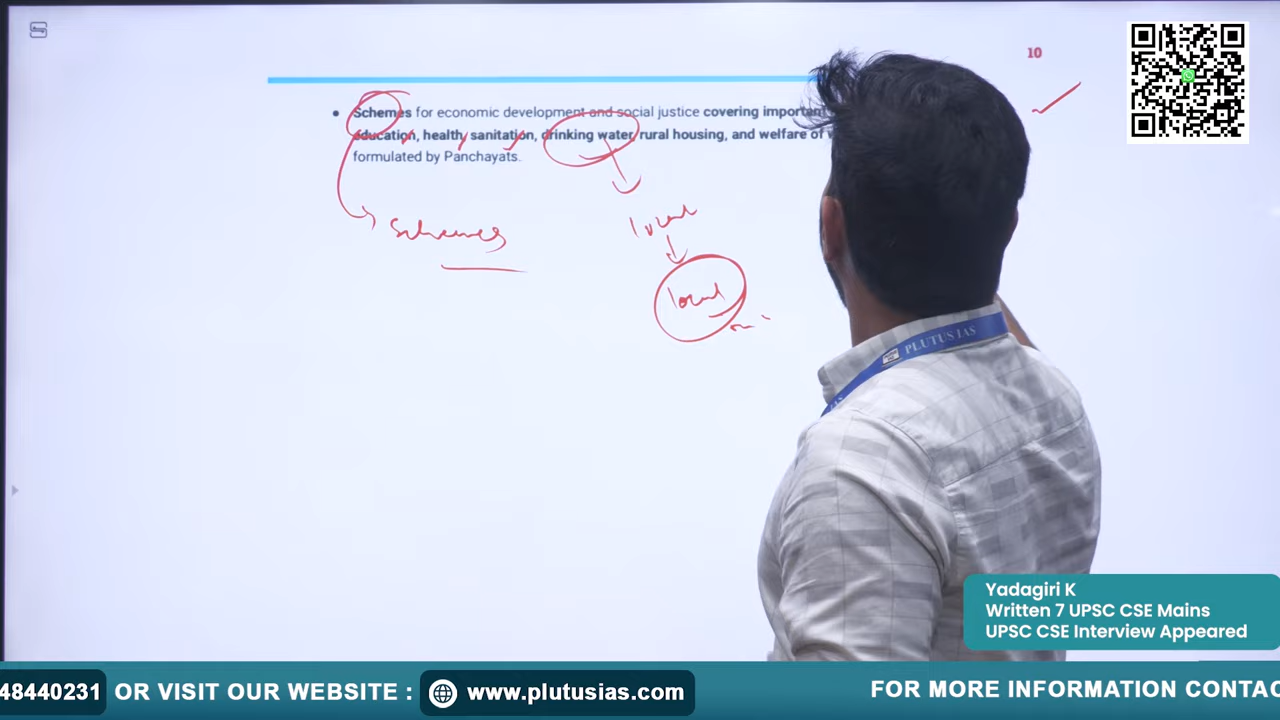 10
Schemes for economic development and social justice covering important
education, health, sanitation, drinking water, rural housing, and welfare of
formulated by Panchayats.
local
Schemes
local
PLUTUS IAS
Yadagiri K
Written 7 UPSC CSE Mains
UPSC CSE Interview Appeared
48440231 OR VISIT OUR WEBSITE : www.plutusias.com FOR MORE INFORMATION CONTAC